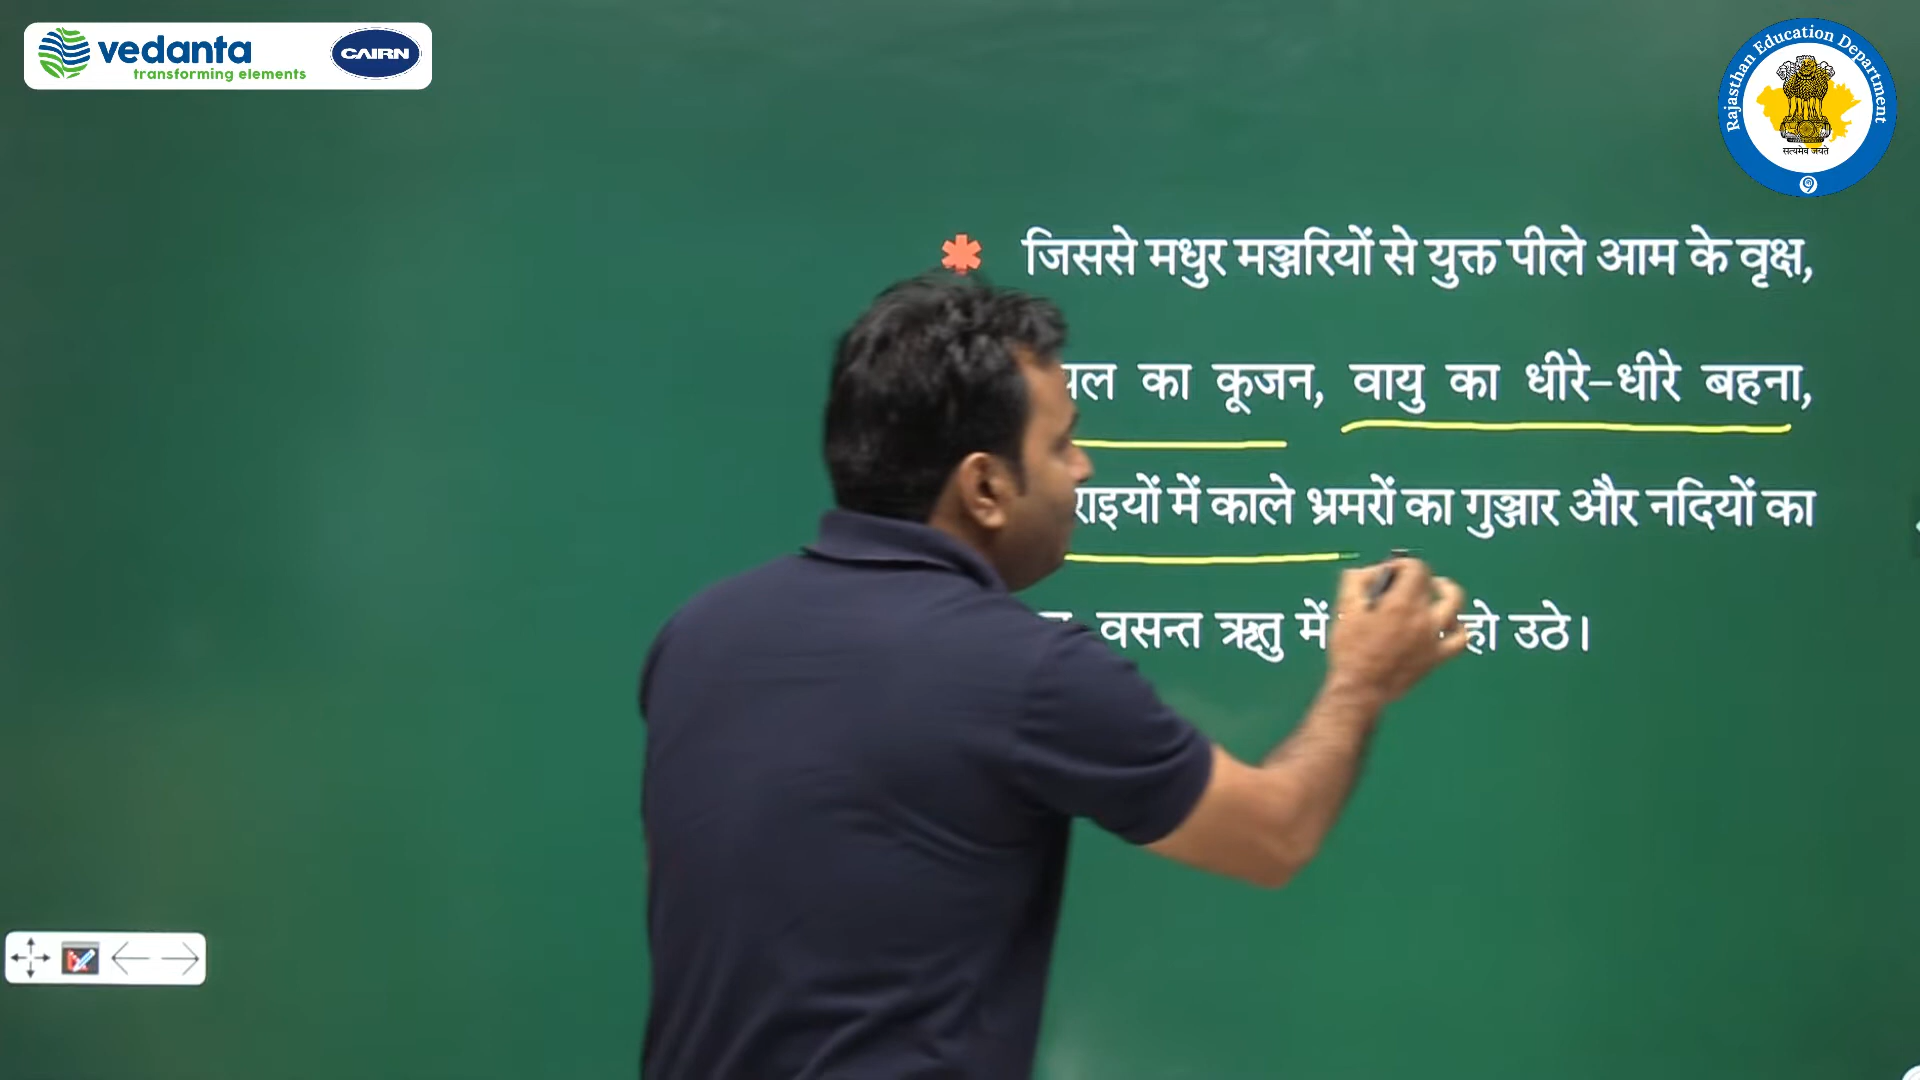 vedanta
transforming elements
CAIRN
Rajasthan Education Department
सत्यमेव जयते
* जिससे मधुर मञ्जरियों से युक्त पीले आम के वृक्ष,
का कूजन, वायु का धीरे-धीरे बहना,
में काले भ्रमरों का गुञ्जार और नदियों का
वसन्त ऋतु में हो उठे।